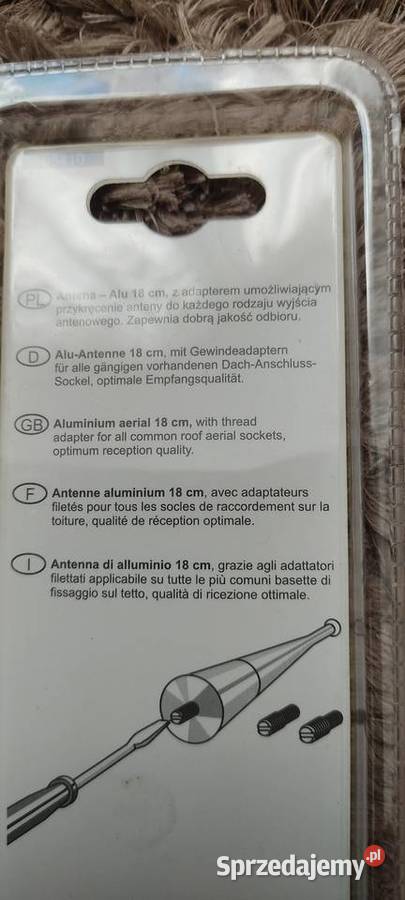 PL Antena – Alu 18 cm, z adapterem umożliwiającym
przykręcenie anteny do każdego rodzaju wyjścia
antenowego. Zapewnia dobrą jakość odbioru.
D Alu-Antenne 18 cm, mit Gewindeadaptern
für alle gängigen vorhandenen Dach-Anschluss-
Sockel, optimale Empfangsqualität.
GB Aluminium aerial 18 cm, with thread
adapter for all common roof aerial sockets,
optimum reception quality.
F Antenne aluminium 18 cm, avec adaptateurs
filetés pour tous les socles de raccordement sur la
toiture, qualité de réception optimale.
I Antenna di alluminio 18 cm, grazie agli adattatori
filettati applicabile su tutte le più comuni basette di
fissaggio sul tetto, qualità di ricezione ottimale.
Sprzedajemy.pl